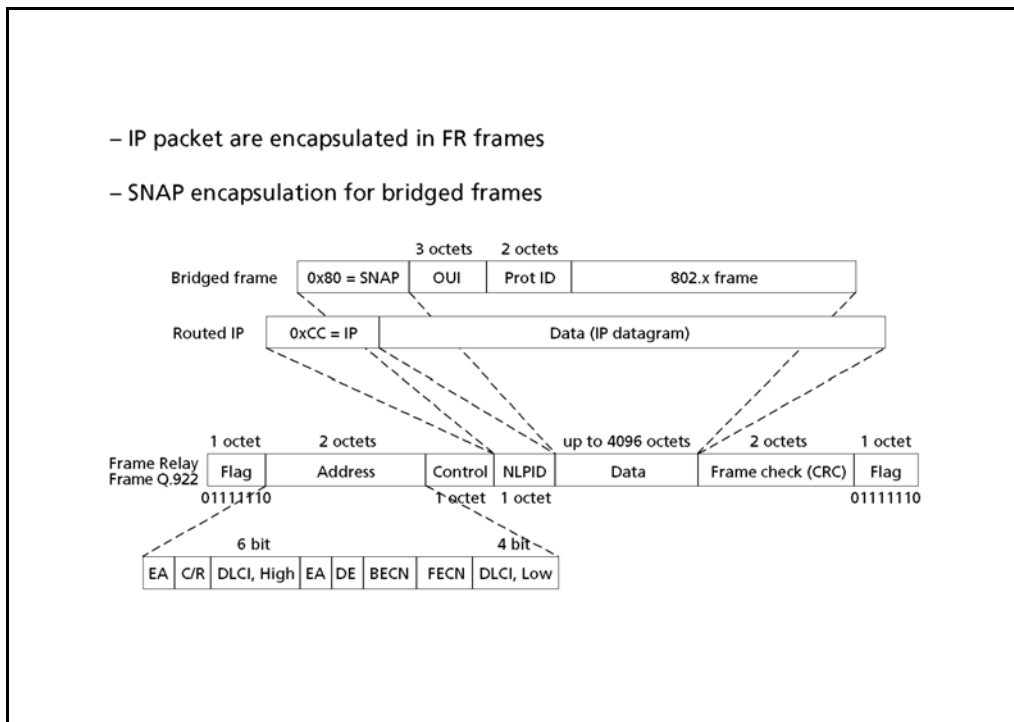 – IP packet are encapsulated in FR frames
– SNAP encapsulation for bridged frames
3 octets 2 octets
Bridged frame 0x80 = SNAP OUI Prot ID 802.x frame
Routed IP 0xCC = IP Data (IP datagram)
1 octet 2 octets up to 4096 octets 2 octets 1 octet
Frame Relay
Frame Q.922
Flag Address Control NLPID Data Frame check (CRC) Flag
01111110 1 octet 1 octet 01111110
6 bit 4 bit
EA C/R DLCI, High EA DE BECN FECN DLCI, Low